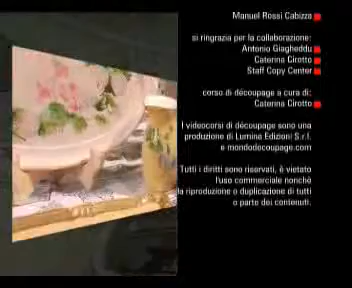 Manuel Rossi Cabizza
si ringrazia per la collaborazione:
Antonio Giagheddu
Caterina Cirotto
Staff Copy Center
corso di découpage a cura di:
Caterina Cirotto
I videocorsi di découpage sono una
produzione di Lumina Edizioni S.r.l.
e mondodecoupage.com
Tutti i diritti sono riservati, è vietato
l'uso commerciale nonchè
la riproduzione o duplicazione di tutti
o parte dei contenuti.